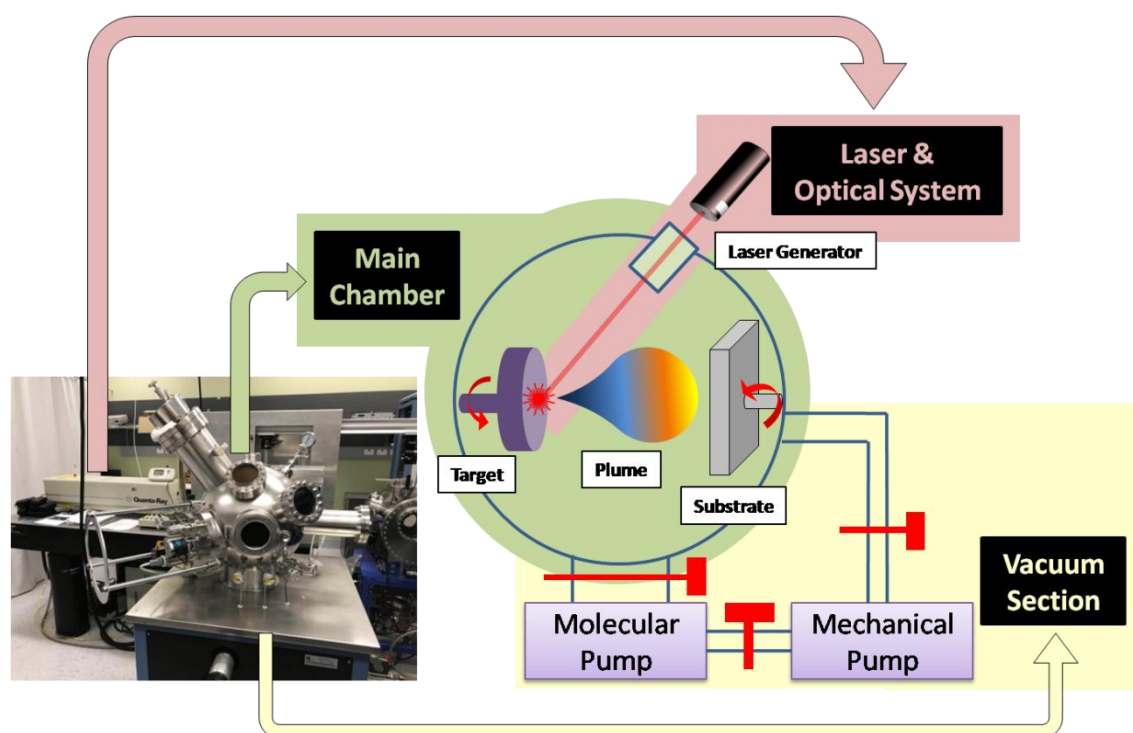 Laser &
Optical System
Laser Generator
Main
Chamber
Target
Plume
Substrate
Quanta-Ray
Vacuum
Section
Molecular
Pump
Mechanical
Pump